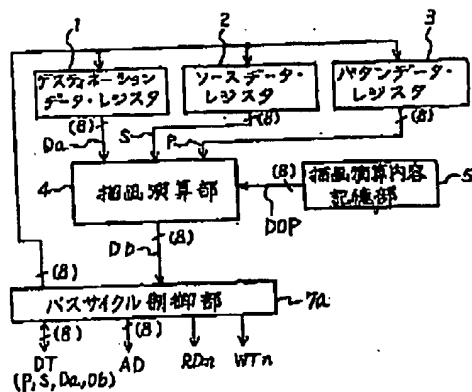 1
2
3
デスティネーション
データ・レジスタ
ソースデータ・
レジスタ
パタンデータ・
レジスタ
(8)
(8)
(8)
Da
S
P
4
描画演算部
(8)
DOP
描画演算内容
記憶部
5
(8)
Db
(8)
バスサイクル制御部
7a
(8)
(8)
DT
AD
RDn
WTn
(P,S,Da,Db)